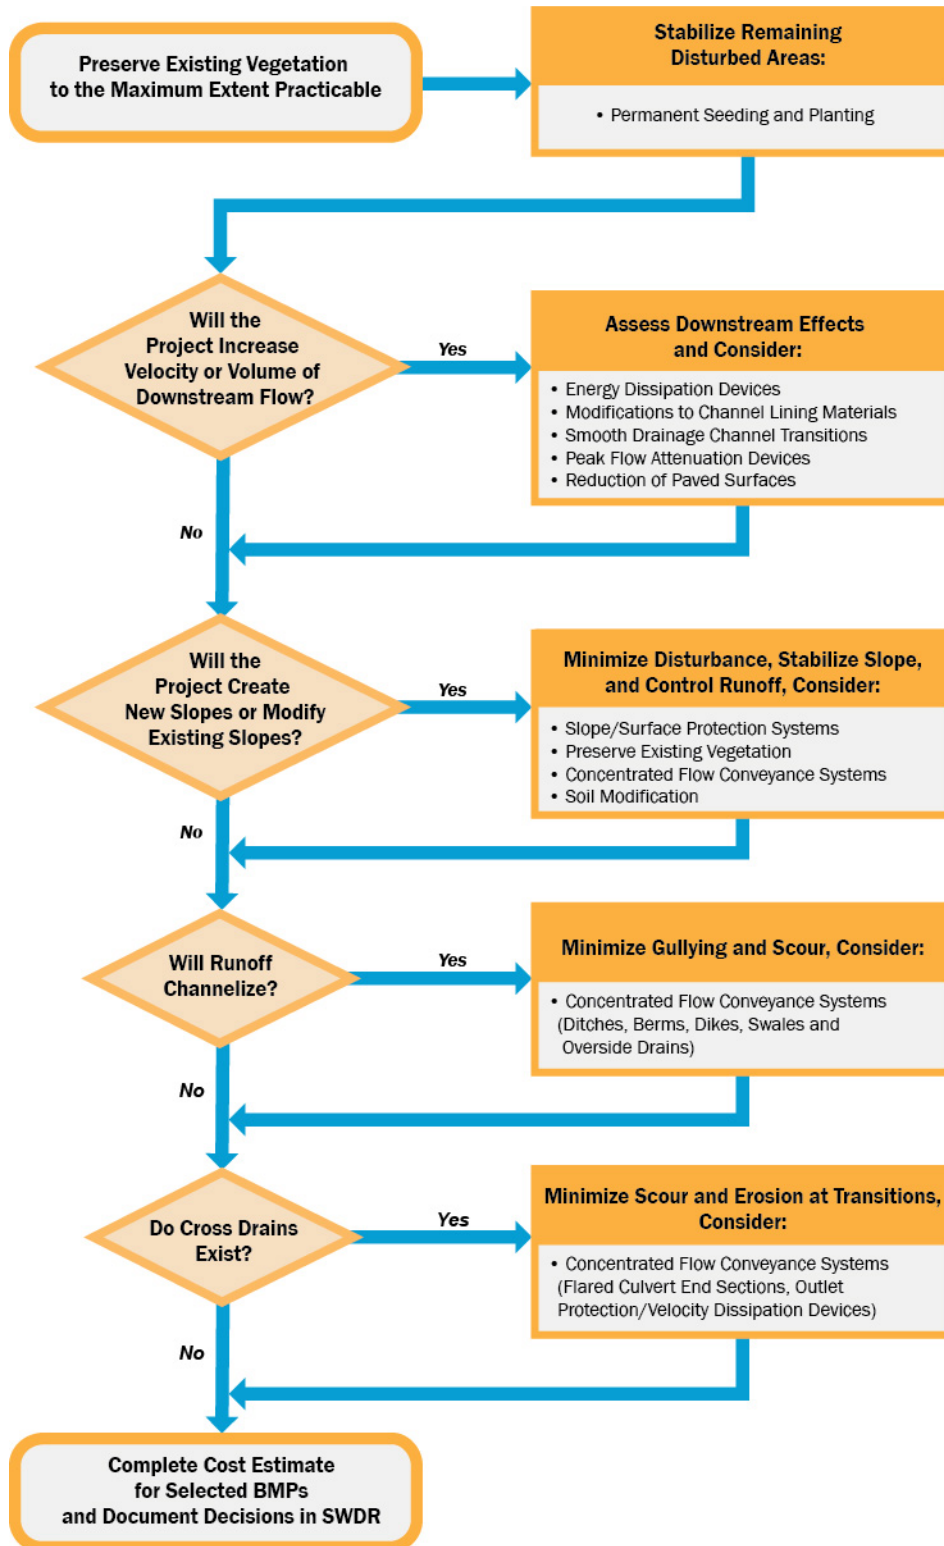 Preserve Existing Vegetation
to the Maximum Extent Practicable
Stabilize Remaining
Disturbed Areas:
• Permanent Seeding and Planting
Will the
Project Increase
Velocity or Volume of
Downstream Flow?
Yes
Assess Downstream Effects
and Consider:
• Energy Dissipation Devices
• Modifications to Channel Lining Materials
• Smooth Drainage Channel Transitions
• Peak Flow Attenuation Devices
• Reduction of Paved Surfaces
No
Will the
Project Create
New Slopes or Modify
Existing Slopes?
Yes
Minimize Disturbance, Stabilize Slope,
and Control Runoff, Consider:
• Slope/Surface Protection Systems
• Preserve Existing Vegetation
• Concentrated Flow Conveyance Systems
• Soil Modification
No
Will Runoff
Channelize?
Yes
Minimize Gullying and Scour, Consider:
• Concentrated Flow Conveyance Systems
(Ditches, Berms, Dikes, Swales and
Overside Drains)
No
Do Cross Drains
Exist?
Yes
Minimize Scour and Erosion at Transitions,
Consider:
• Concentrated Flow Conveyance Systems
(Flared Culvert End Sections, Outlet
Protection/Velocity Dissipation Devices)
No
Complete Cost Estimate
for Selected BMPs
and Document Decisions in SWDR